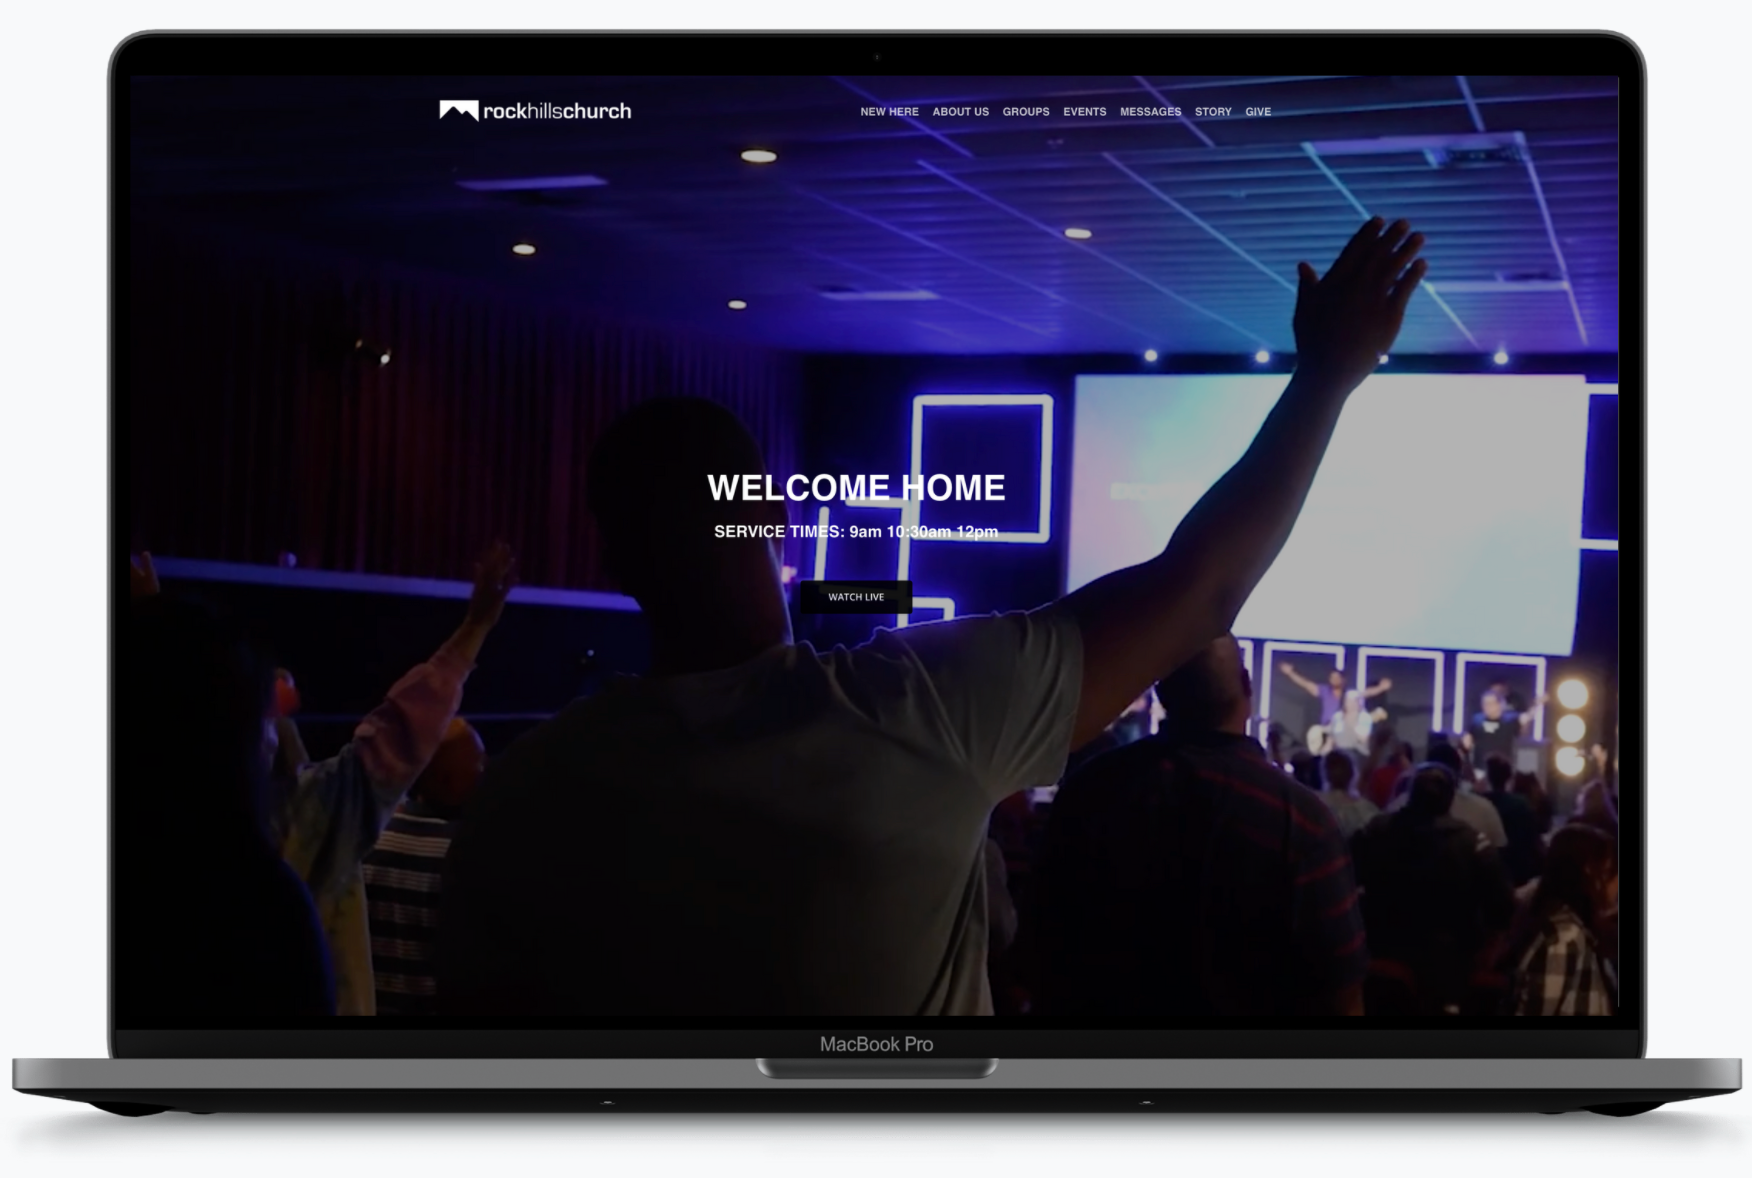 rockhillschurch
NEW HERE ABOUT US GROUPS EVENTS MESSAGES STORY GIVE
WELCOME HOME
SERVICE TIMES: 9am 10:30am 12pm
WATCH LIVE
MacBook Pro